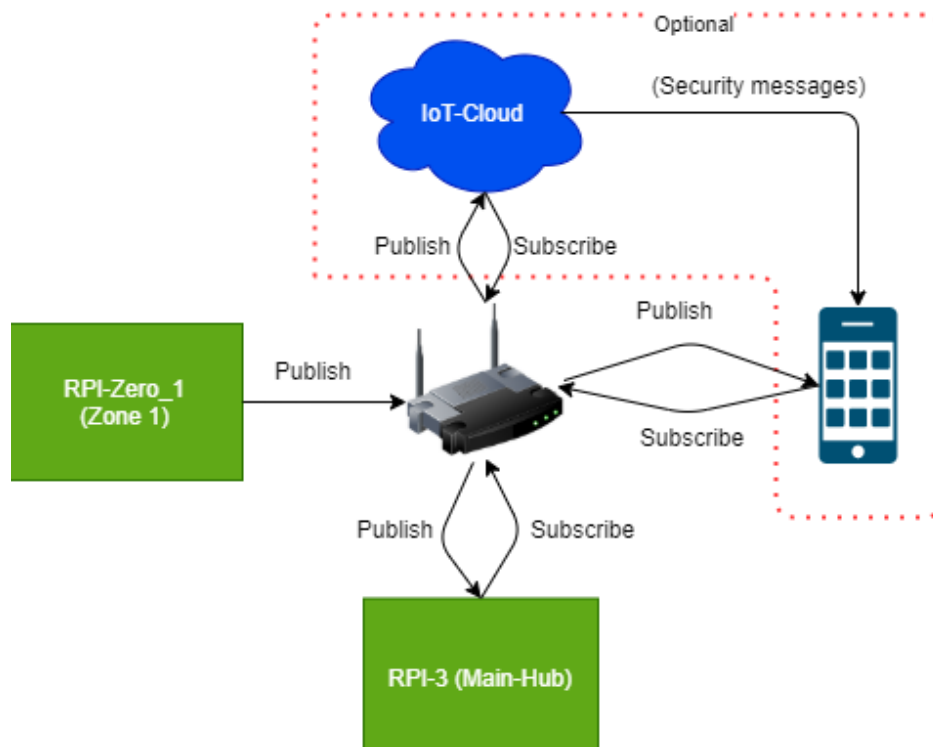 Optional
(Security messages)
IoT-Cloud
Publish
Subscribe
Publish
RPI-Zero_1
(Zone 1)
Publish
Subscribe
Publish
Subscribe
RPI-3 (Main-Hub)